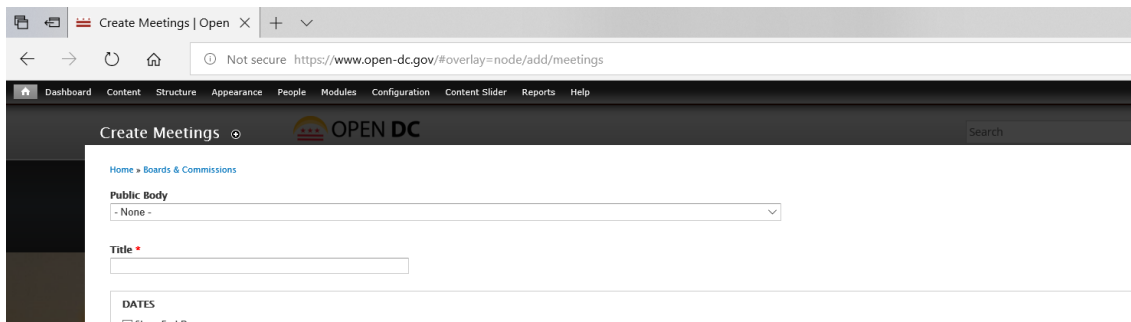 Create Meetings | Open
Not secure https://www.open-dc.gov/#overlay=node/add/meetings
Dashboard Content Structure Appearance People Modules Configuration Content Slider Reports Help
Create Meetings OPEN DC Search
Home » Boards & Commissions
Public Body
- None -
Title *
DATES